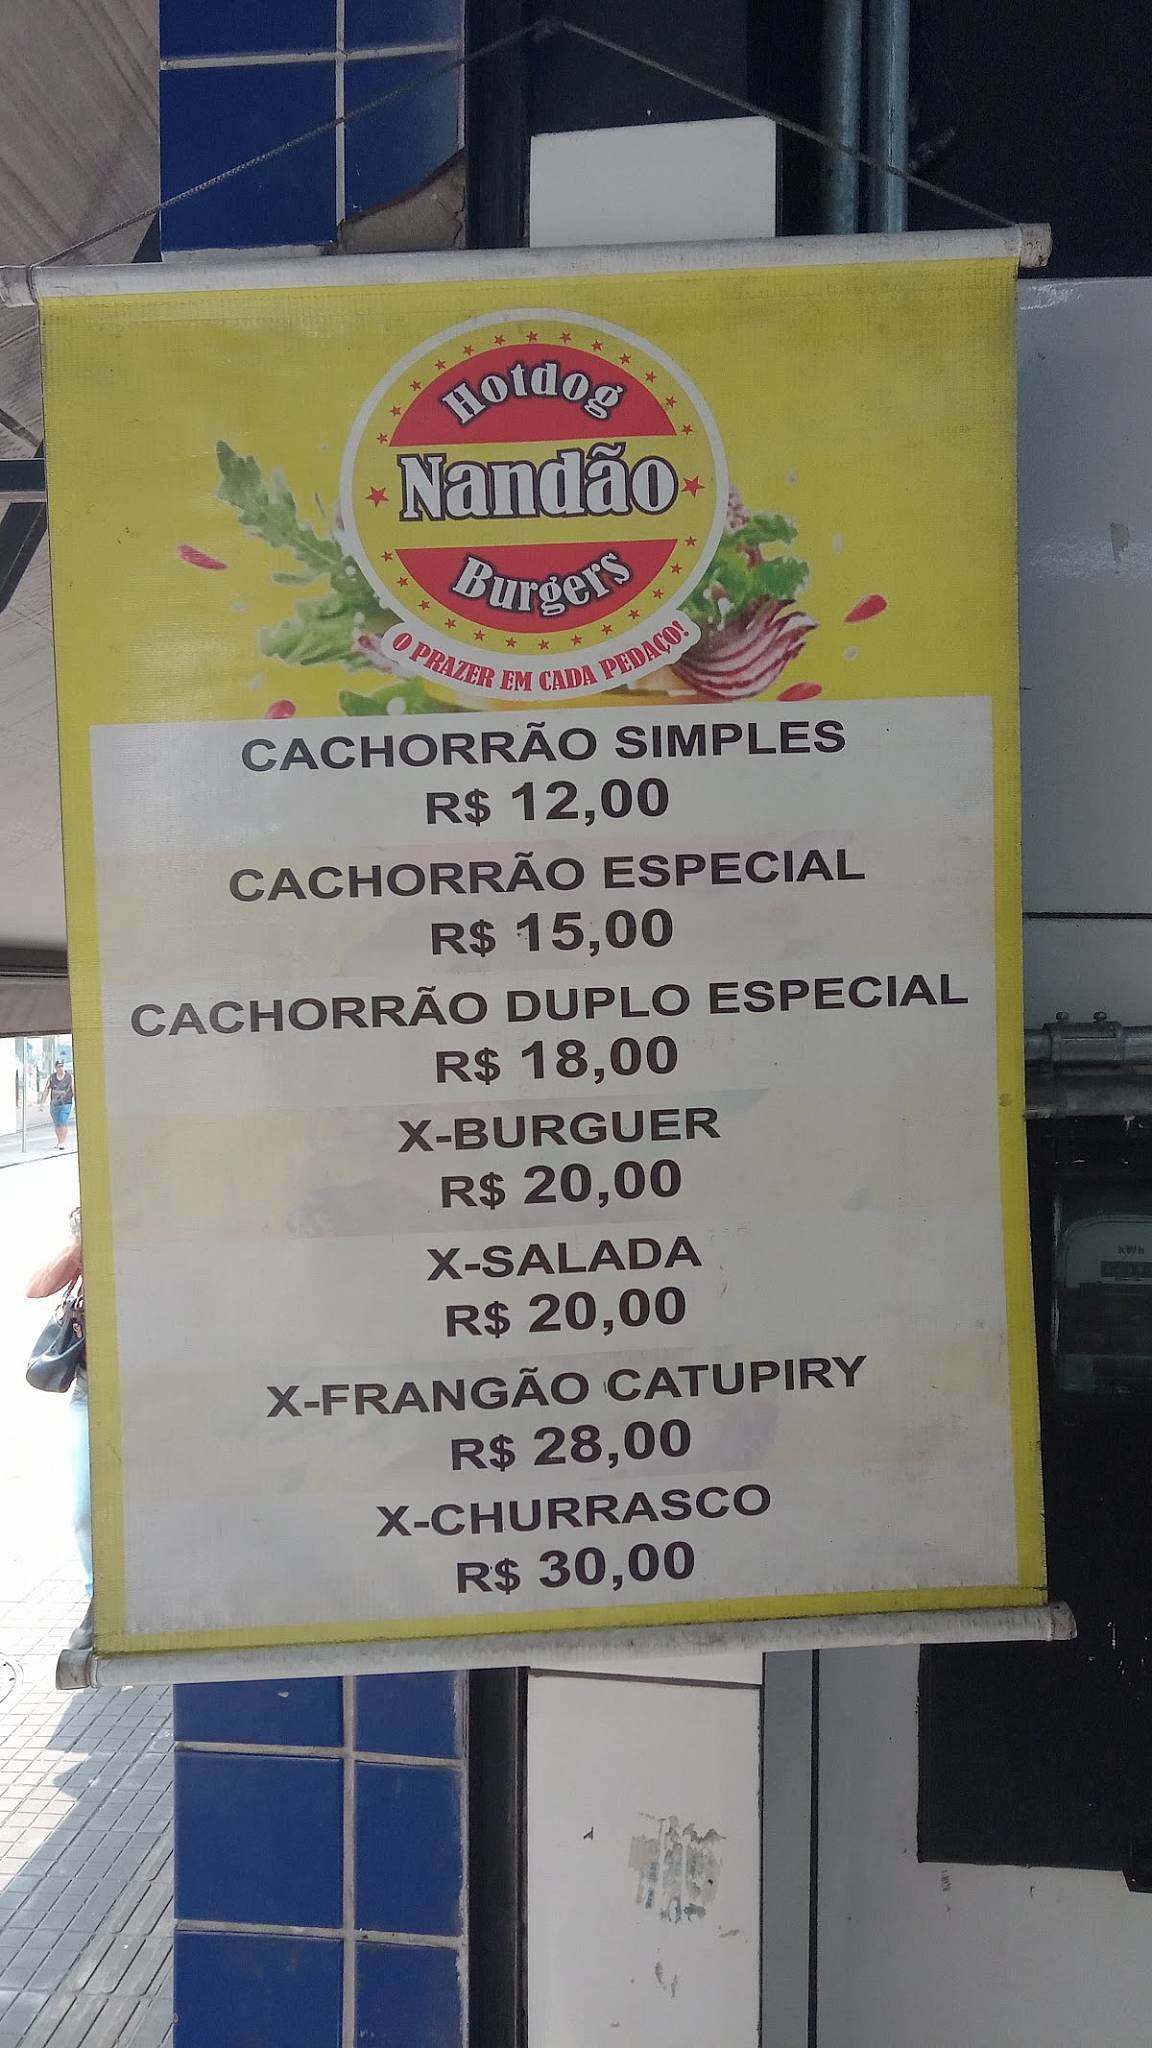 Hotdog
Nandão
Burgers
O PRAZER EM CADA PEDAÇO!
CACHORRÃO SIMPLES
R$ 12,00
CACHORRÃO ESPECIAL
R$ 15,00
CACHORRÃO DUPLO ESPECIAL
R$ 18,00
X-BURGUER
R$ 20,00
X-SALADA
R$ 20,00
X-FRANGÃO CATUPIRY
R$ 28,00
X-CHURRASCO
R$ 30,00
kWh